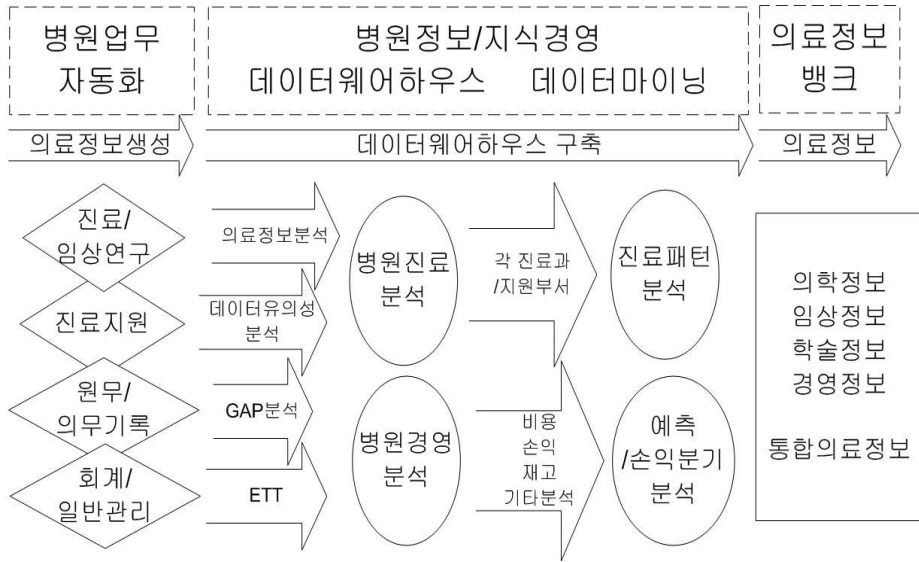 병원업무
자동화
병원정보/지식경영
데이터웨어하우스 데이터마이닝
의료정보
뱅크
의료정보생성
데이터웨어하우스 구축
의료정보
진료/
임상연구
진료지원
원무/
의무기록
회계/
일반관리
의료정보분석
데이터유의성
분석
GAP분석
ETT
병원진료
분석
병원경영
분석
각 진료과
/지원부서
비용
손익
재고
기타분석
진료패턴
분석
예측
/손익분기
분석
의학정보
임상정보
학술정보
경영정보
통합의료정보